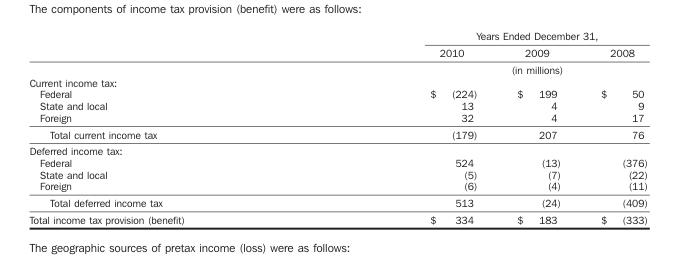 The components of income tax provision (benefit) were as follows:
Years Ended December 31,
2010 2009 2008
(in millions)
Current income tax:
Federal $ (224) $ 199 $ 50
State and local 13 4 9
Foreign 32 4 17
Total current income tax (179) 207 76
Deferred income tax:
Federal 524 (13) (376)
State and local (5) (7) (22)
Foreign (6) (4) (11)
Total deferred income tax 513 (24) (409)
Total income tax provision (benefit) $ 334 $ 183 $ (333)
The geographic sources of pretax income (loss) were as follows: